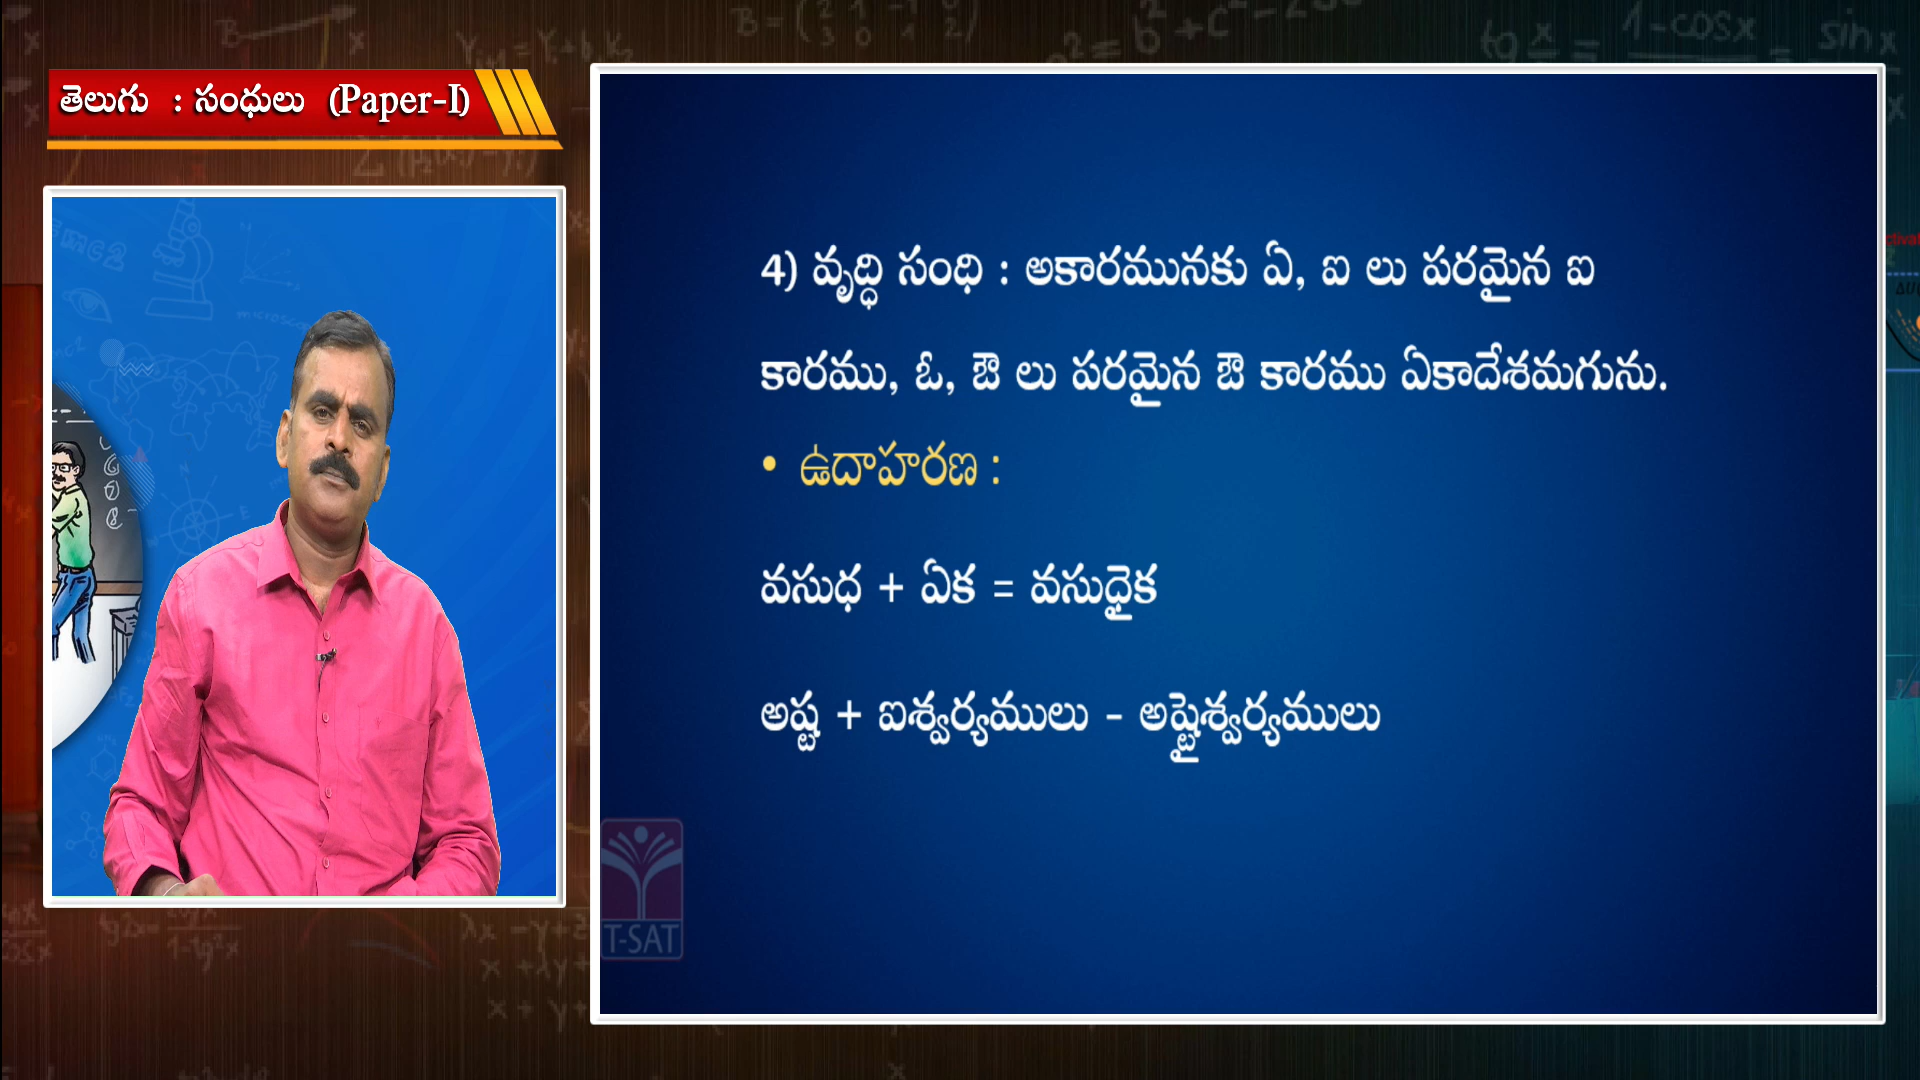 తెలుగు : సంధులు (Paper-I)
4) వృద్ధి సంధి : అకారమునకు ఏ, ఐ లు పరమైన ఐ
కారము, ఓ, ఔ లు పరమైన ఔ కారము ఏకాదేశమగును.
• ఉదాహరణ :
వసుధ + ఏక = వసుధైక
అష్ట + ఐశ్వర్యములు - అష్టైశ్వర్యములు
T-SAT